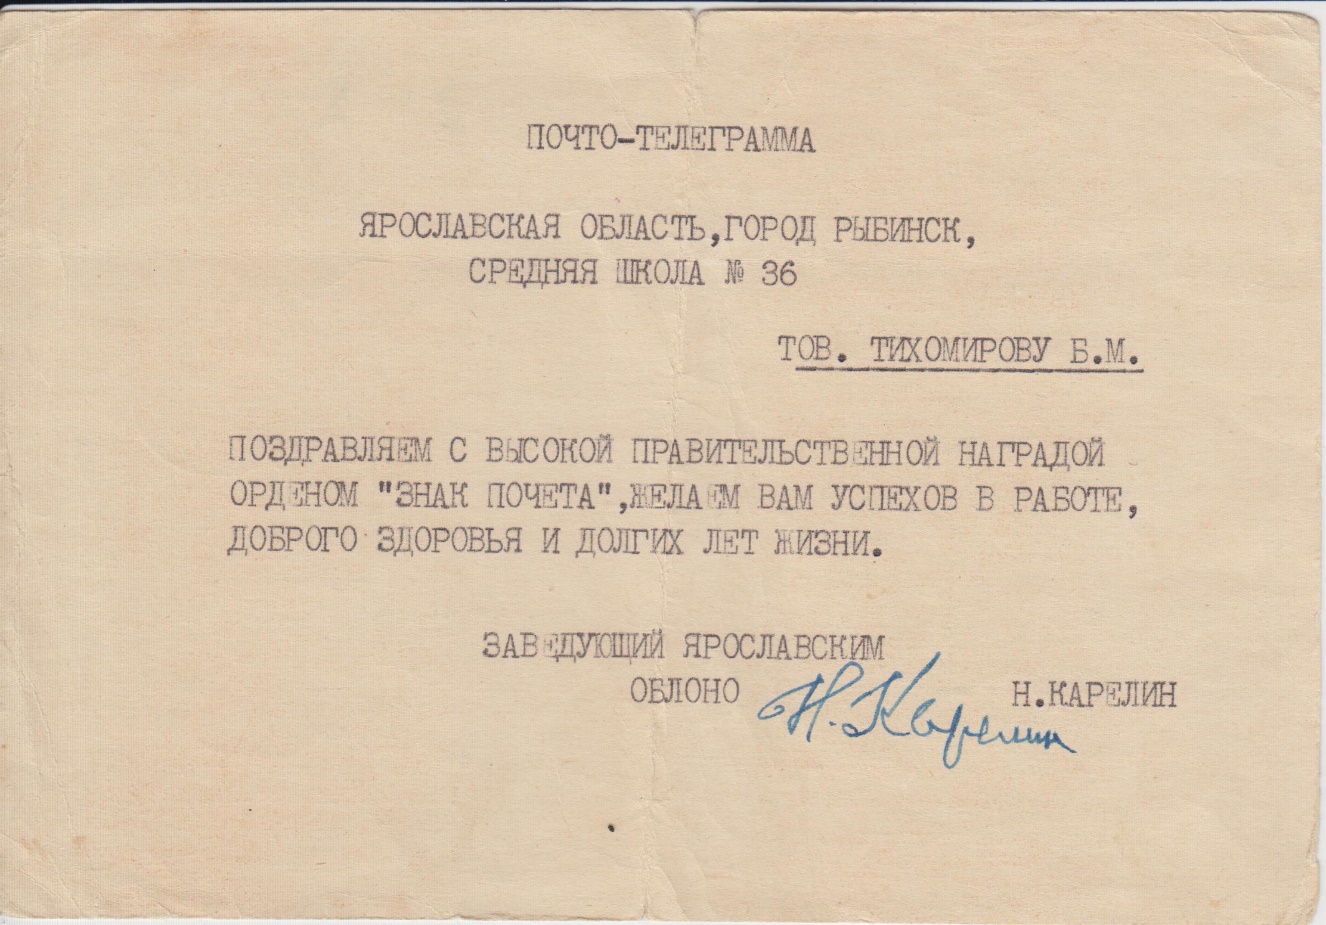 ПОЧТО-ТЕЛЕГРАММА
ЯРОСЛАВСКАЯ ОБЛАСТЬ,ГОРОД РЫБИНСК,
СРЕДНЯЯ ШКОЛА № 36
ТОВ. ТИХОМИРОВУ Б.М.
ПОЗДРАВЛЯЕМ С ВЫСОКОЙ ПРАВИТЕЛЬСТВЕННОЙ НАГРАДОЙ
ОРДЕНОМ "ЗНАК ПОЧЕТА",ЖЕЛАЕМ ВАМ УСПЕХОВ В РАБОТЕ,
ДОБРОГО ЗДОРОВЬЯ И ДОЛГИХ ЛЕТ ЖИЗНИ.
ЗАВЕДУЮЩИЙ ЯРОСЛАВСКИМ
ОБЛОНО Н. Карелин Н.КАРЕЛИН